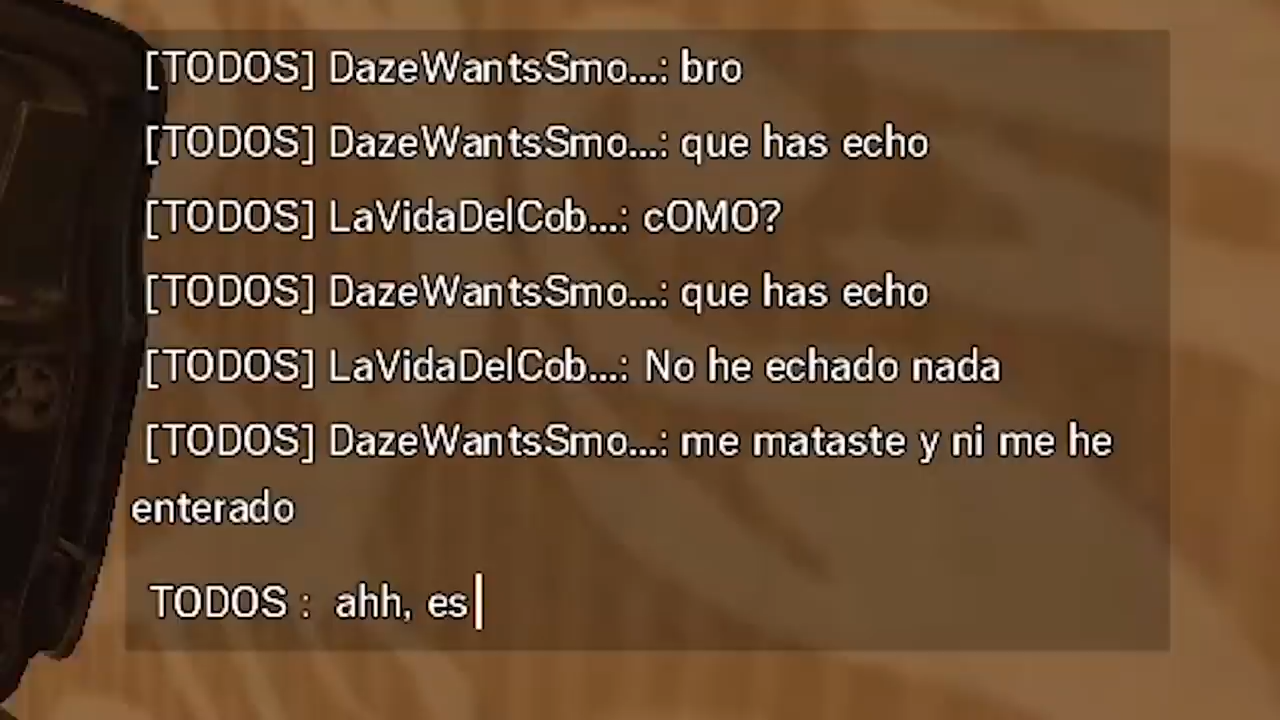 [TODOS] DazeWantsSmo...: bro
[TODOS] DazeWantsSmo...: que has echo
[TODOS] LaVidaDelCob...: cOMO?
[TODOS] DazeWantsSmo...: que has echo
[TODOS] LaVidaDelCob...: No he echado nada
[TODOS] DazeWantsSmo...: me mataste y ni me he
enterado
TODOS : ahh, es